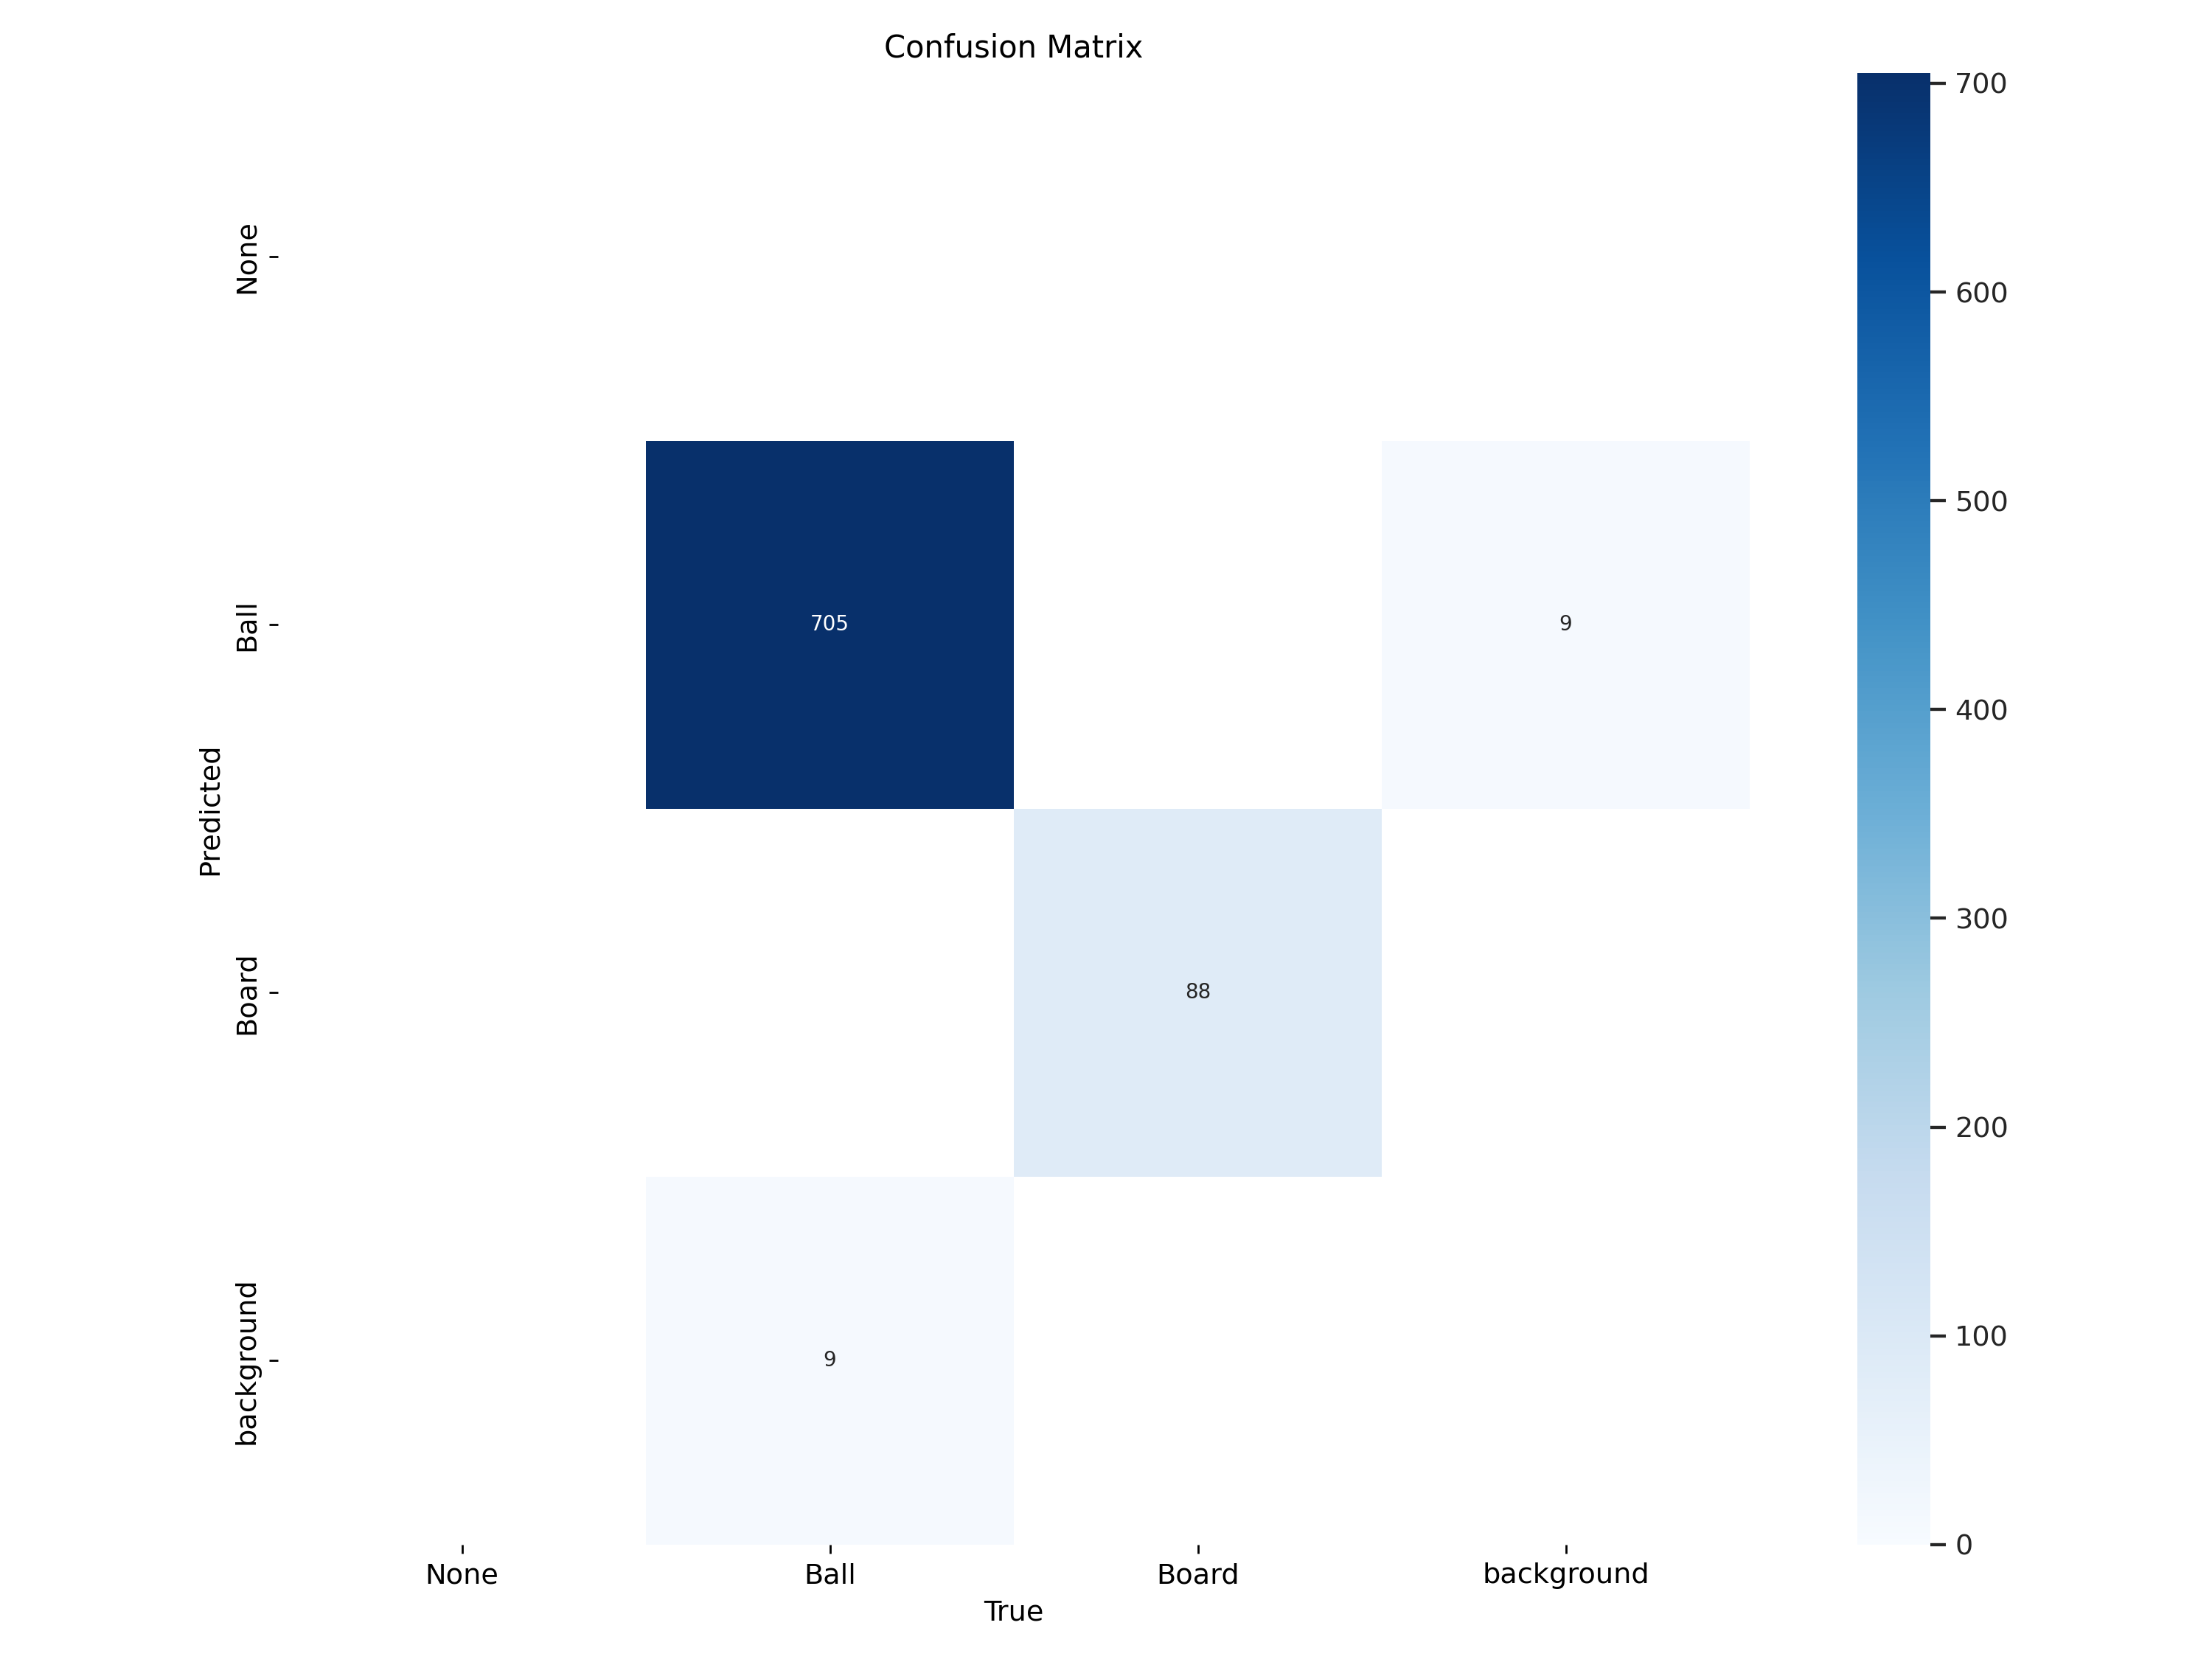 Confusion Matrix
None
Ball
Board
background
Predicted
705
9
88
9
None
Ball
Board
background
True
700
600
500
400
300
200
100
0